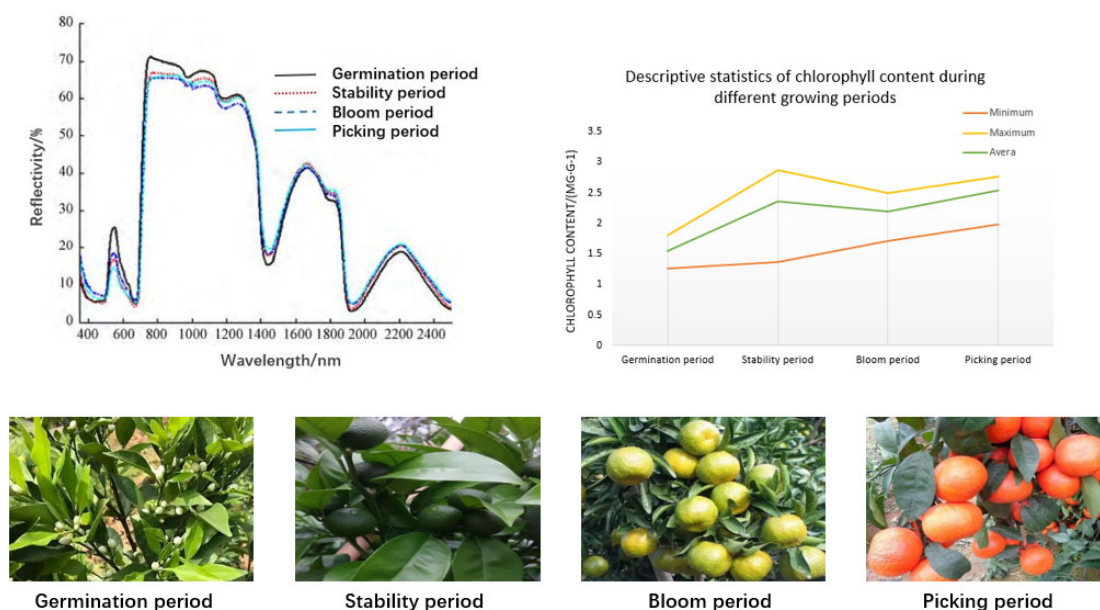 80
70
60
50
40
30
20
10
0
Reflectivity/%
Germination period
Stability period
Bloom period
Picking period
400 600 800 1000 1200 1400 1600 1800 2000 2200 2400
Wavelength/nm
Descriptive statistics of chlorophyll content during
different growing periods
Minimum
Maximum
Avera
3.5
3
2.5
2
1.5
1
0.5
0
CHLOROPHYLL CONTENT/(MG·G-1)
Germination period Stability period Bloom period Picking period
Germination period Stability period Bloom period Picking period